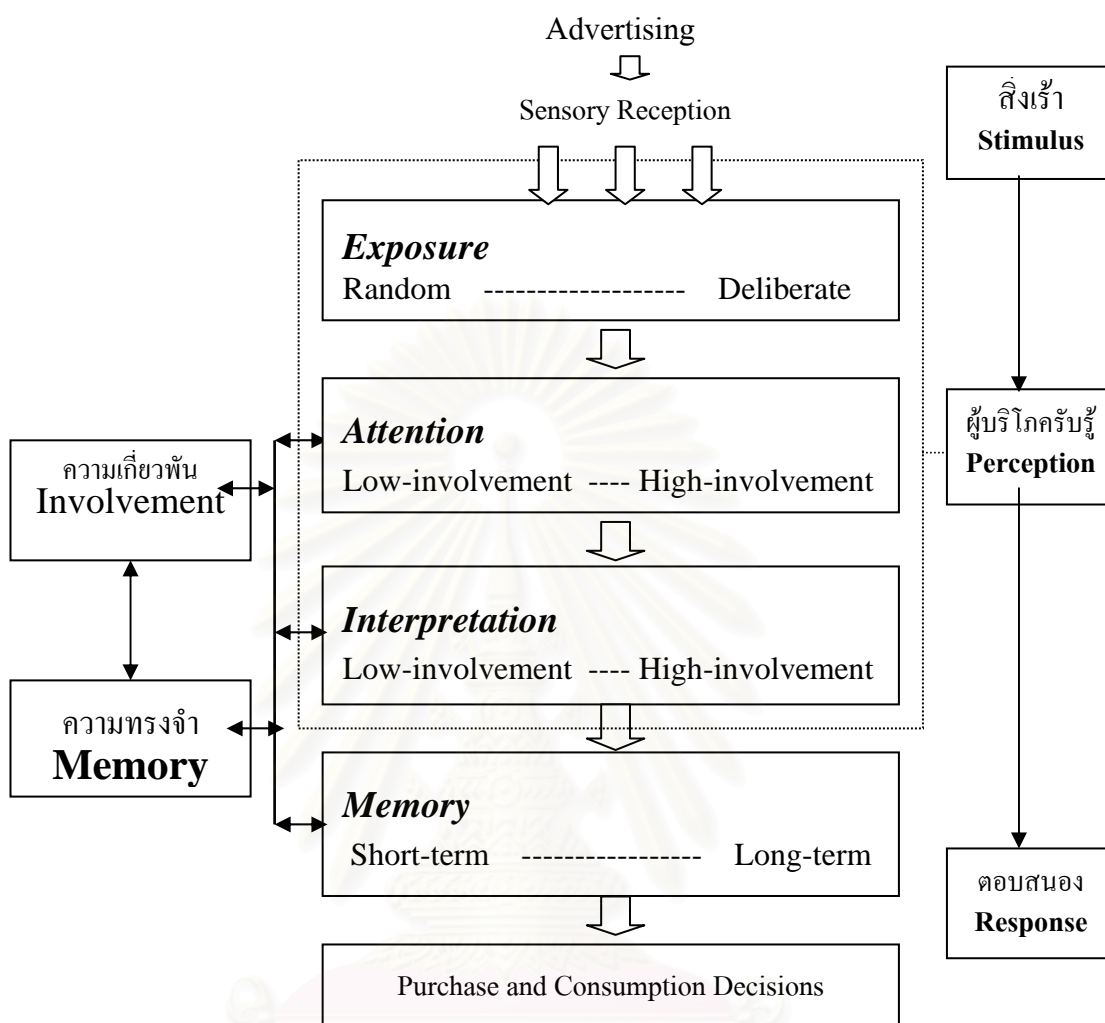 Advertising
Sensory Reception
สิ่งเร้า
Stimulus
Exposure
Random ------------------- Deliberate
Attention
Low-involvement ---- High-involvement
ผู้บริโภครับรู้
Perception
ความเกี่ยวพัน
Involvement
Interpretation
Low-involvement ---- High-involvement
ความทรงจำ
Memory
Memory
Short-term ----------------- Long-term
ตอบสนอง
Response
Purchase and Consumption Decisions